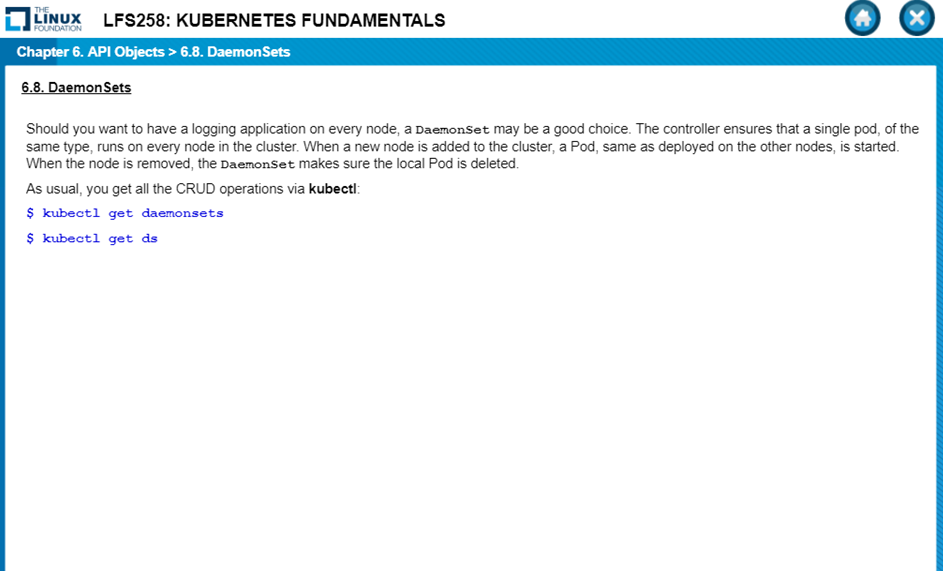 THE
LINUX
FOUNDATION
LFS258: KUBERNETES FUNDAMENTALS
Chapter 6. API Objects > 6.8. DaemonSets
6.8. DaemonSets
Should you want to have a logging application on every node, a DaemonSet may be a good choice. The controller ensures that a single pod, of the
same type, runs on every node in the cluster. When a new node is added to the cluster, a Pod, same as deployed on the other nodes, is started.
When the node is removed, the DaemonSet makes sure the local Pod is deleted.
As usual, you get all the CRUD operations via kubectl:
$ kubectl get daemonsets
$ kubectl get ds